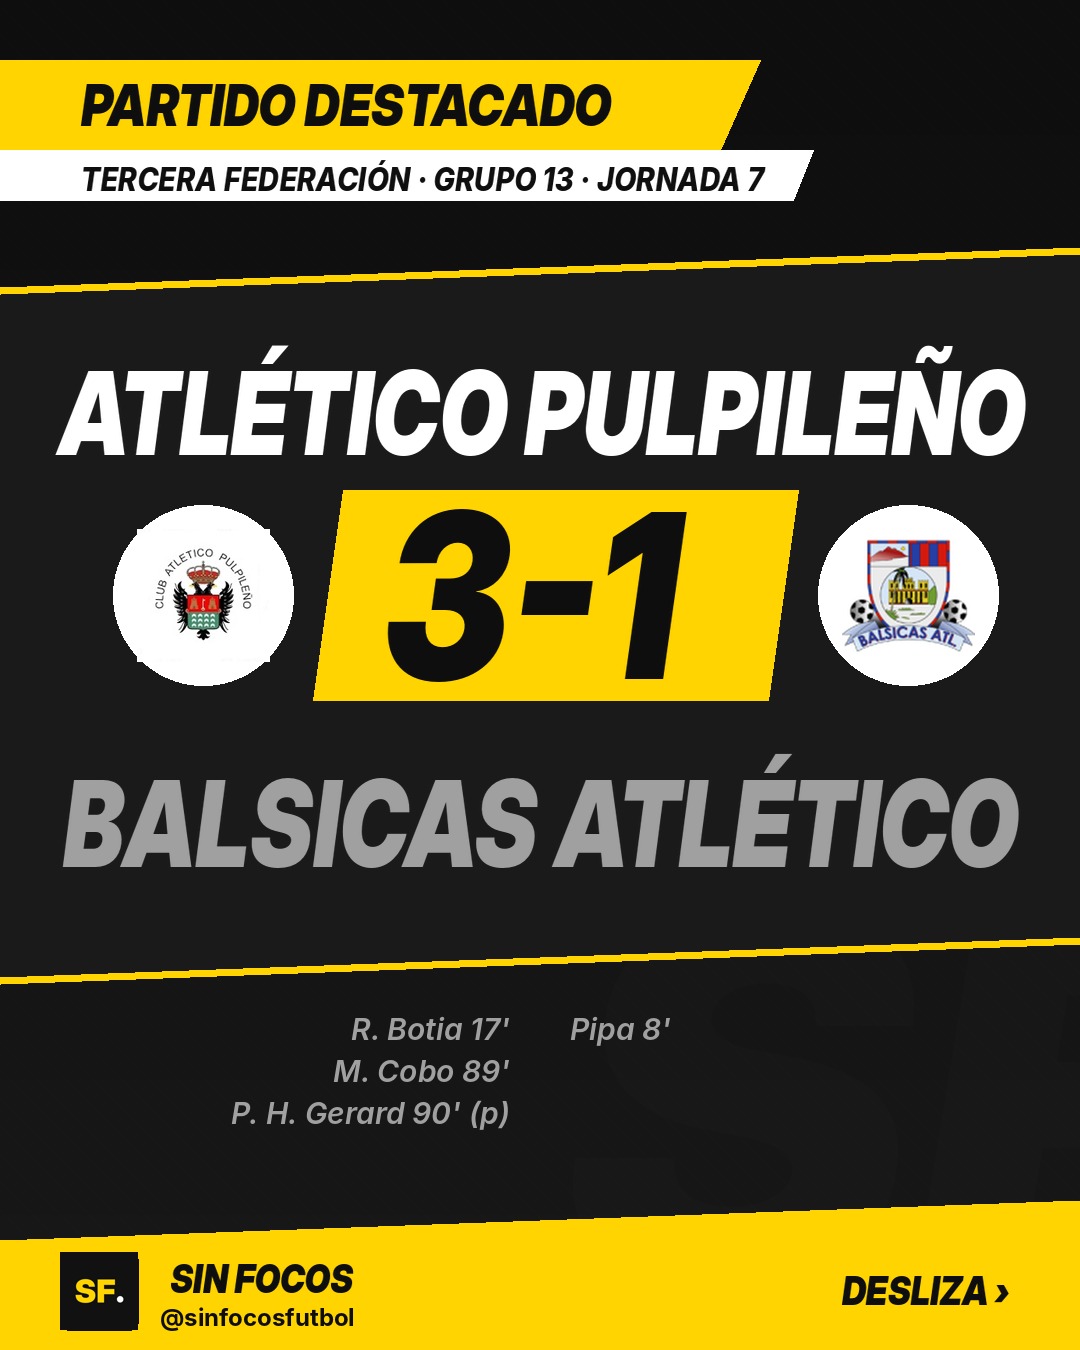 PARTIDO DESTACADO
TERCERA FEDERACIÓN · GRUPO 13 · JORNADA 7
ATLÉTICO PULPILEÑO
CLUB ATLETICO PULPILEÑO
3-1
BALSICAS ATL.
BALSICAS ATLÉTICO
R. Botia 17' Pipa 8'
M. Cobo 89'
P. H. Gerard 90' (p)
SF.
SIN FOCOS
@sinfocosfutbol
DESLIZA ›